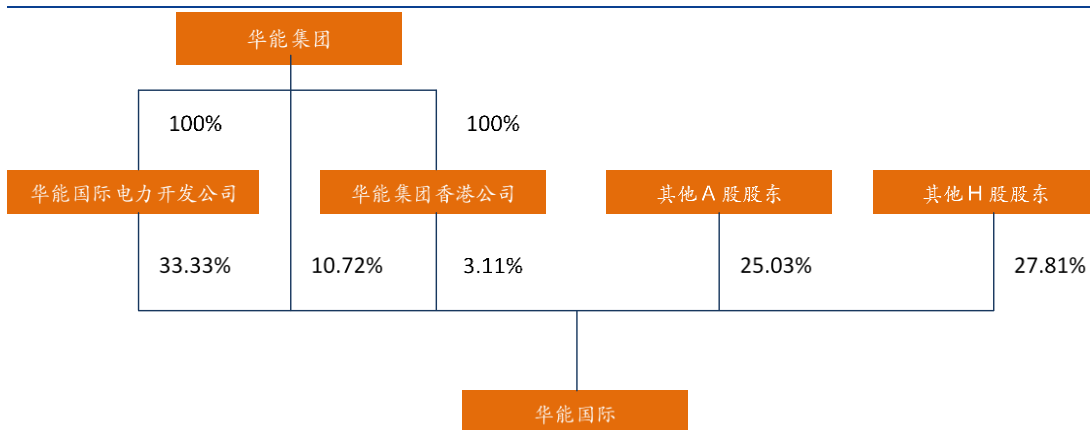 华能集团
100%
100%
华能国际电力开发公司
华能集团香港公司
其他A股股东
其他H股股东
33.33%
10.72%
3.11%
25.03%
27.81%
华能国际